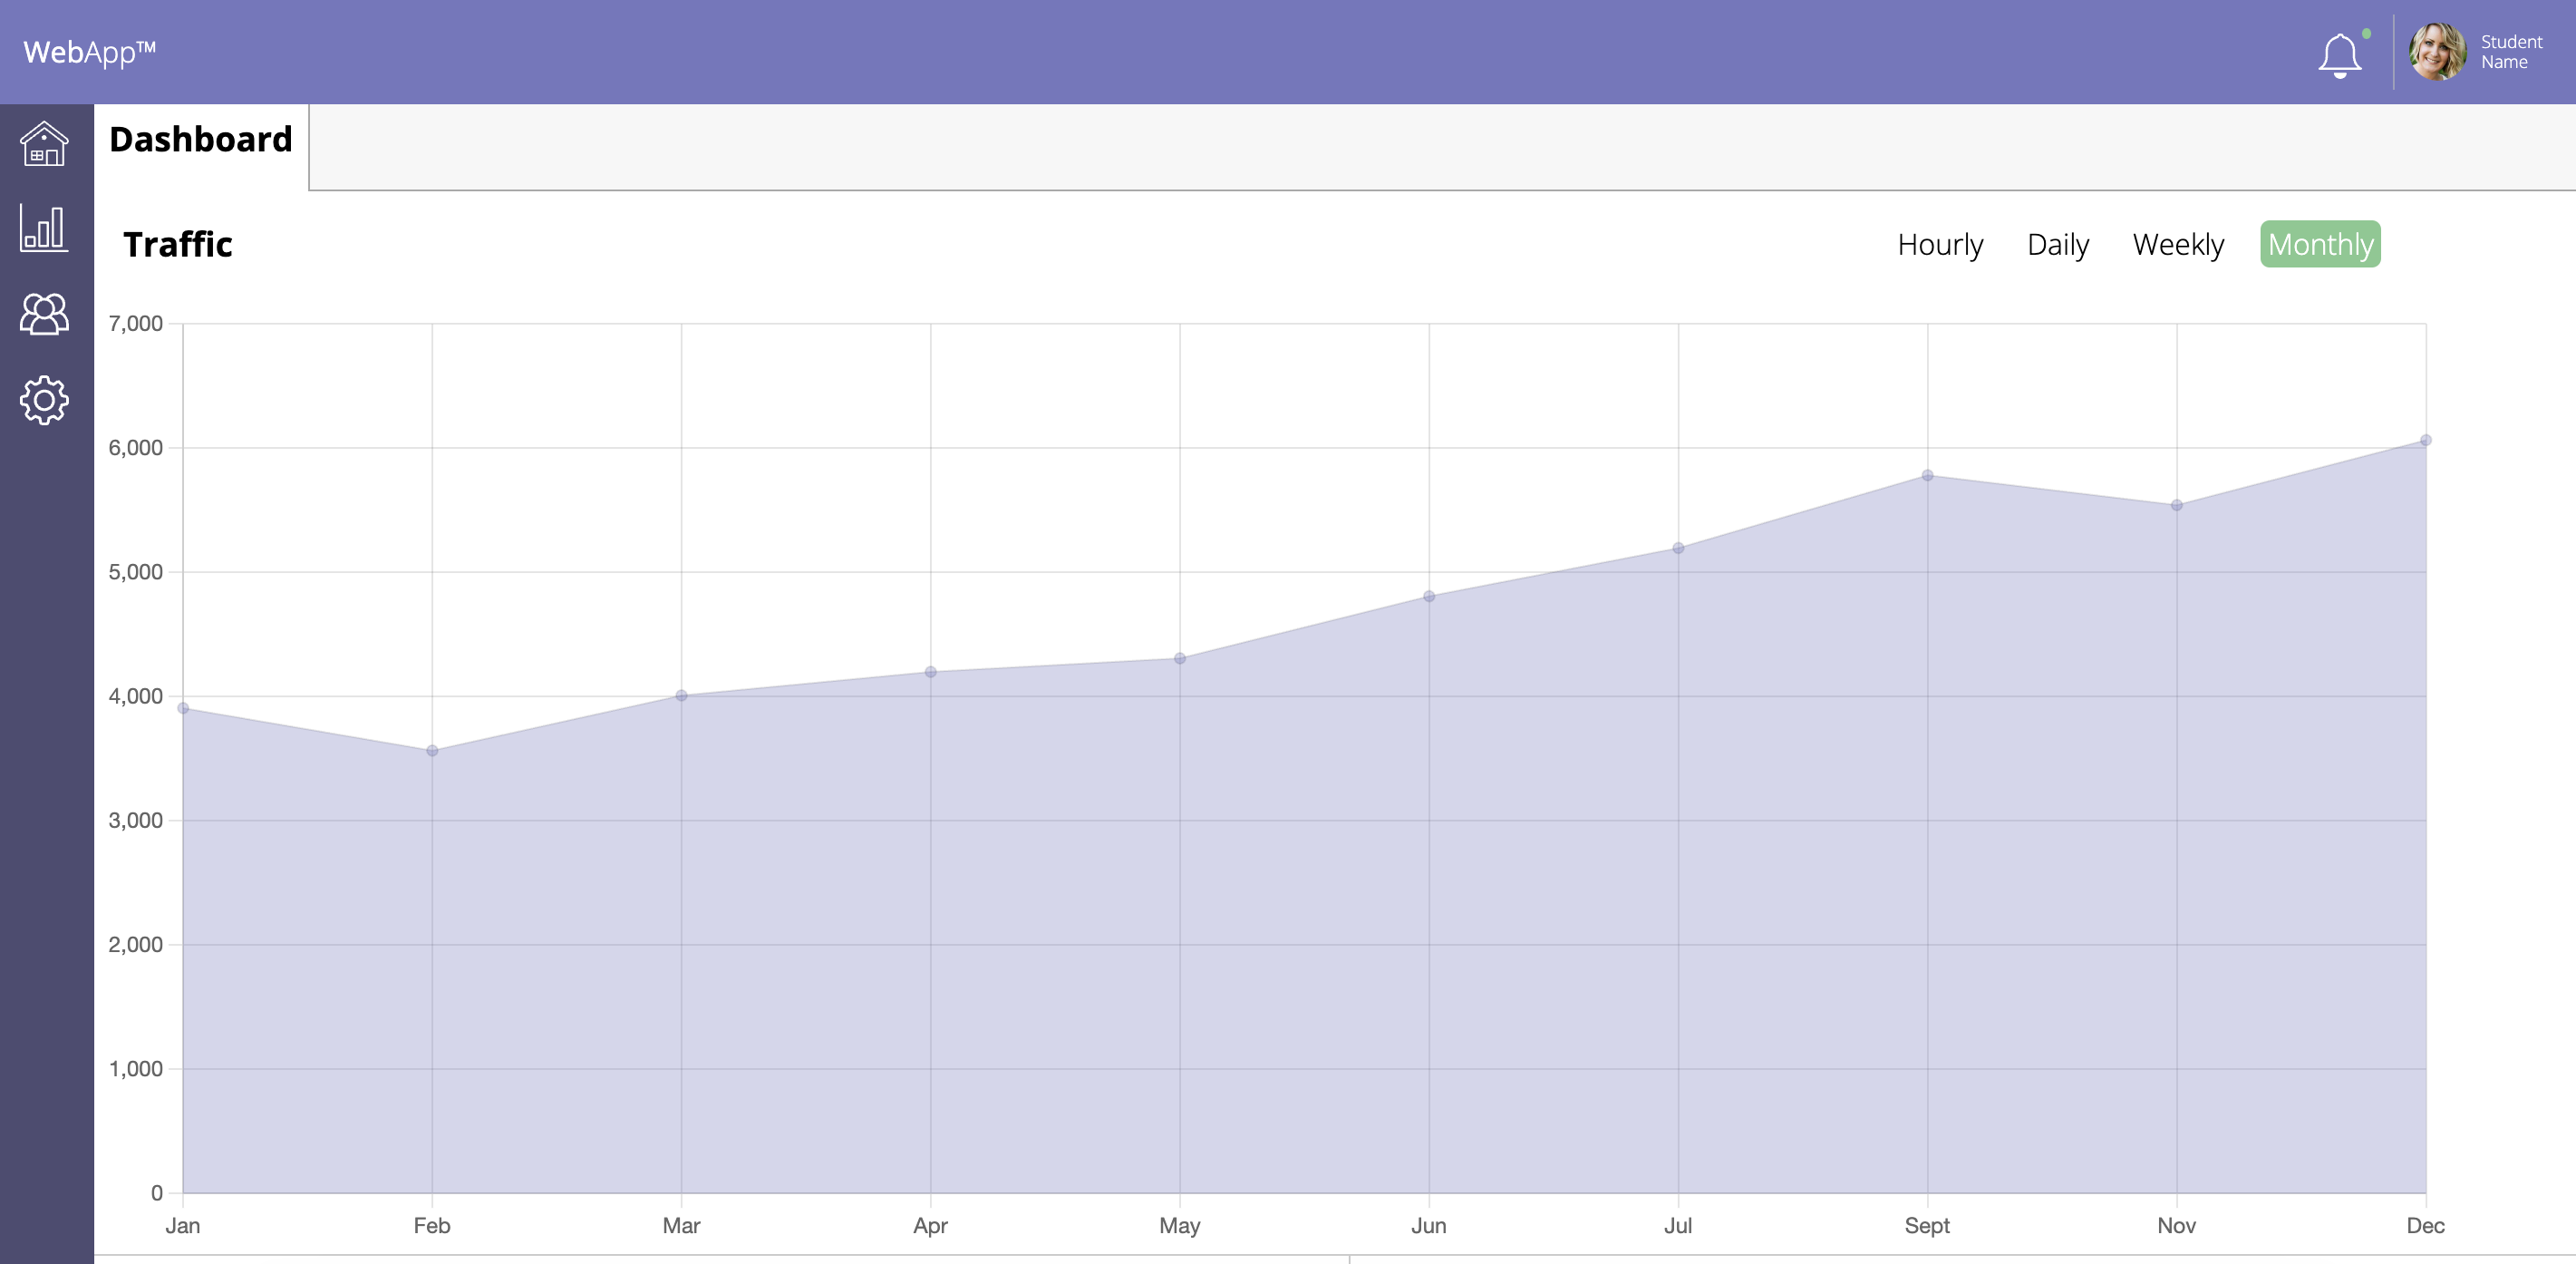 WebApp™
Student
Name
Dashboard
Traffic
Hourly Daily Weekly Monthly
7,000
6,000
5,000
4,000
3,000
2,000
1,000
0
Jan Feb Mar Apr May Jun Jul Sept Nov Dec